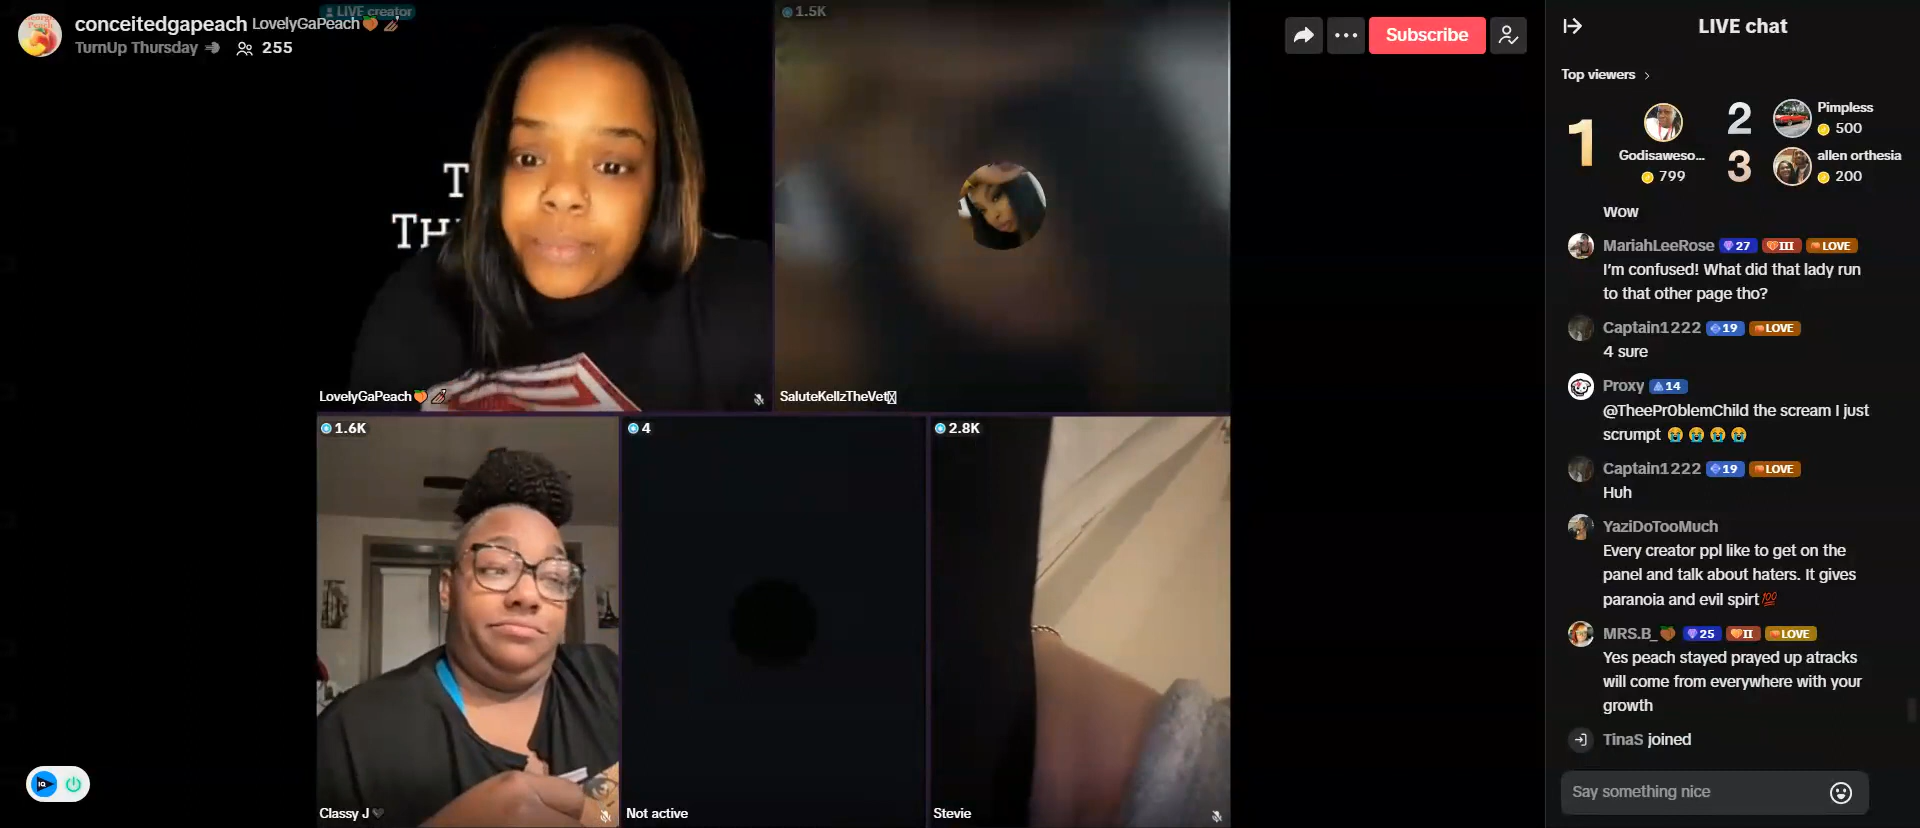 LIVE creator
conceitedgapeach LovelyGaPeach🍑💅🏾
TurnUp Thursday 255
1.5K
Subscribe
T
TH
LovelyGaPeach🍑💅🏾
SaluteKellzTheVet
1.6K
4
2.8K
Classy J🖤
Not active
Stevie
LIVE chat
Top viewers >
1
Godisaweso...
799
2
Pimpless
500
3
allen orthesia
200
Wow
MariahLeeRose 27 III LOVE
I'm confused! What did that lady run
to that other page tho?
Captain1222 19 LOVE
4 sure
Proxy 14
@TheePr0blemChild the scream I just
scrumpt 😭😭😭😭
Captain1222 19 LOVE
Huh
YaziDoTooMuch
Every creator ppl like to get on the
panel and talk about haters. It gives
paranoia and evil spirt💯
MRS.B_🍑 25 II LOVE
Yes peach stayed prayed up atracks
will come from everywhere with your
growth
TinaS joined
Say something nice